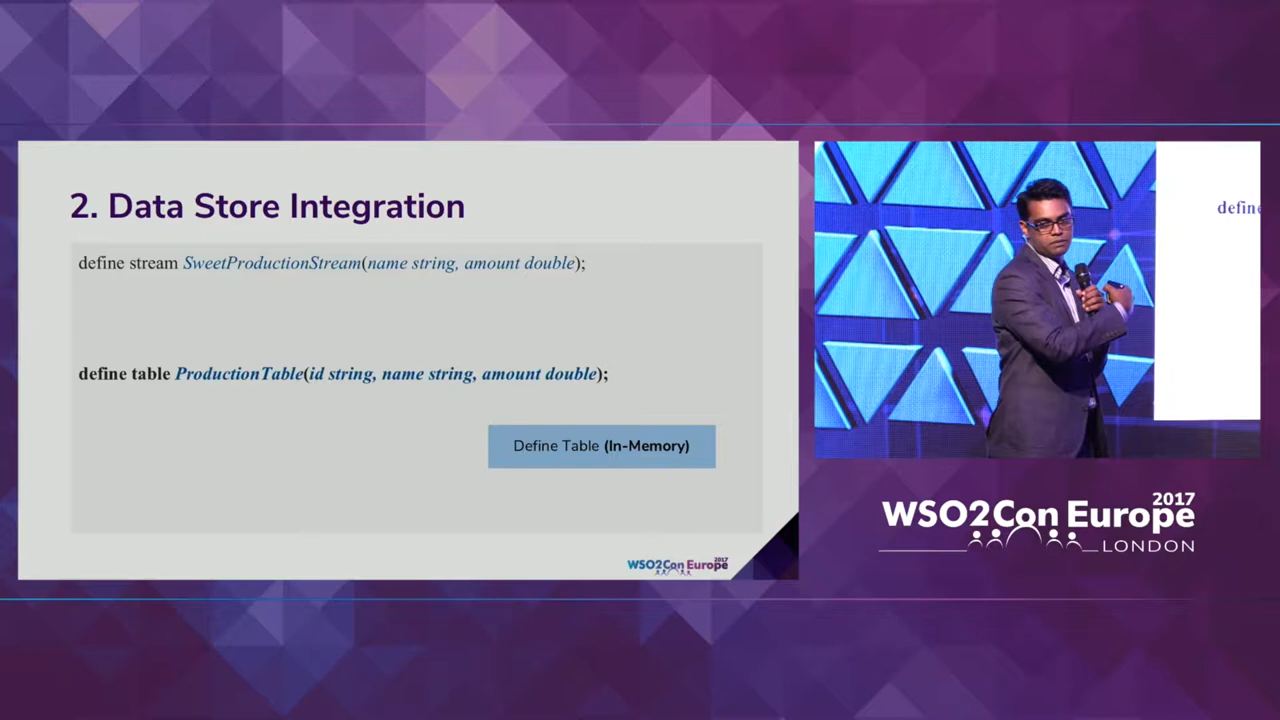 2. Data Store Integration
define stream SweetProductionStream(name string, amount double);
define table ProductionTable(id string, name string, amount double);
Define Table (In-Memory)
WSO2Con Europe 2017
define
WSO2Con Europe 2017
LONDON